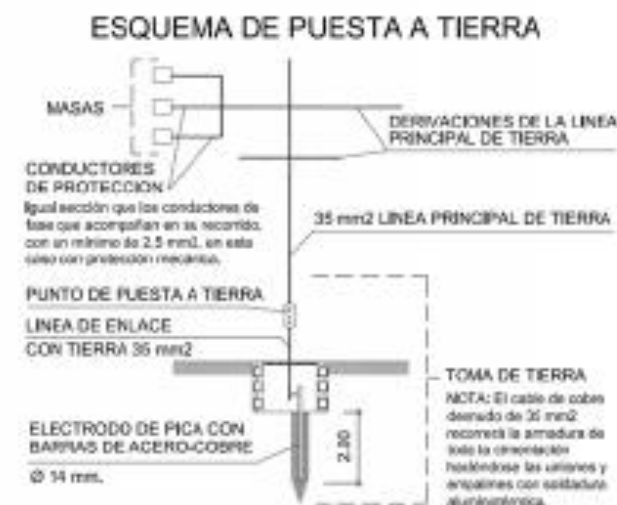 ESQUEMA DE PUESTA A TIERRA
MASAS
DERIVACIONES DE LA LINEA
PRINCIPAL DE TIERRA
CONDUCTORES
DE PROTECCION
Igual sección que los conductores de
fase que acompañan en su recorrido,
con un mínimo de 2.5 mm2, en este
caso con protección mecánica.
35 mm2 LINEA PRINCIPAL DE TIERRA
PUNTO DE PUESTA A TIERRA
LINEA DE ENLACE
CON TIERRA 35 mm2
TOMA DE TIERRA
NOTA: El cable de cobre
desnudo de 35 mm2
recorrerá la armadura de
toda la cimentación
haciéndose las uniones y
empalmes con soldadura
aluminotérmica.
ELECTRODO DE PICA CON
BARRAS DE ACERO-COBRE
Ø 14 mm.
2.00